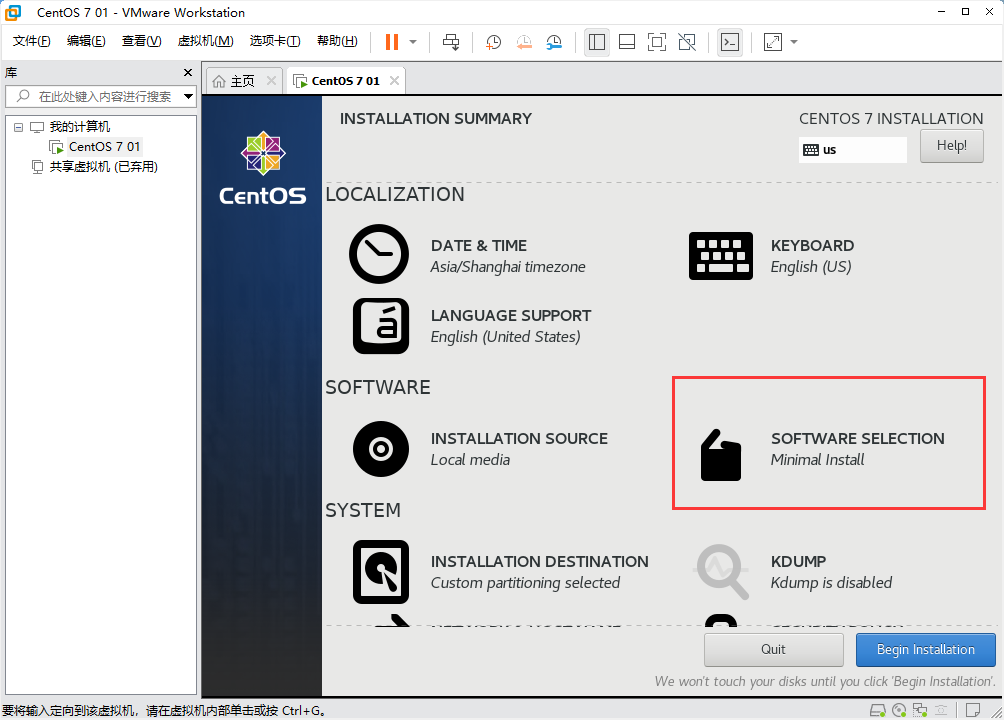 CentOS 7 01 - VMware Workstation
文件(F) 编辑(E) 查看(V) 虚拟机(M) 选项卡(T) 帮助(H)
库
在此处键入内容进行搜索
我的计算机
CentOS 7 01
共享虚拟机 (已弃用)
主页
CentOS 7 01
CentOS
INSTALLATION SUMMARY
CENTOS 7 INSTALLATION
us
Help!
LOCALIZATION
DATE & TIME
Asia/Shanghai timezone
KEYBOARD
English (US)
á
LANGUAGE SUPPORT
English (United States)
SOFTWARE
INSTALLATION SOURCE
Local media
SOFTWARE SELECTION
Minimal Install
SYSTEM
INSTALLATION DESTINATION
Custom partitioning selected
KDUMP
Kdump is disabled
Quit
Begin Installation
We won't touch your disks until you click 'Begin Installation'.
要将输入定向到该虚拟机，请在虚拟机内部单击或按 Ctrl+G。